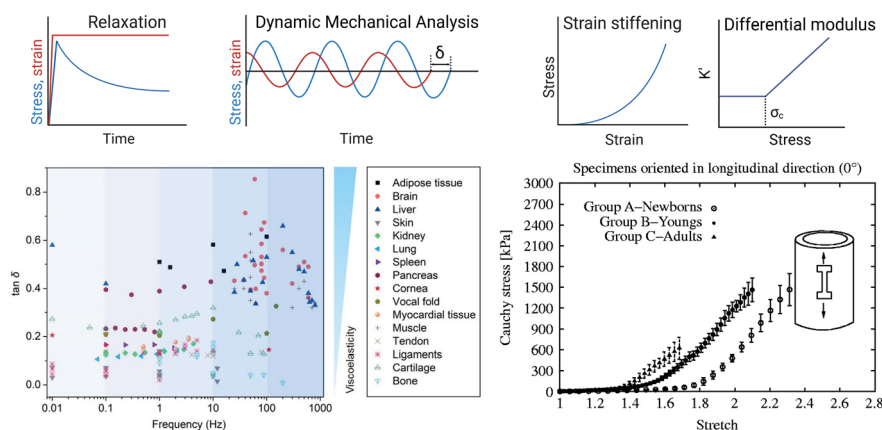 Relaxation
Stress, strain
Time
Dynamic Mechanical Analysis
Stress, strain
δ
Time
Strain stiffening
Stress
Strain
Differential modulus
K'
σc
Stress
tan δ
0.8
0.6
0.4
0.2
0.0
0.01
0.1
1
10
100
1000
Frequency (Hz)
Viscoelasticity
Adipose tissue
Brain
Liver
Skin
Kidney
Lung
Spleen
Pancreas
Cornea
Vocal fold
Myocardial tissue
Muscle
Tendon
Ligaments
Cartilage
Bone
Specimens oriented in longitudinal direction (0°)
Cauchy stress [kPa]
3000
2700
2400
2100
1800
1500
1200
900
600
300
0
Group A–Newborns
Group B–Youngs
Group C–Adults
1
1.2
1.4
1.6
1.8
2
2.2
2.4
2.6
2.8
Stretch